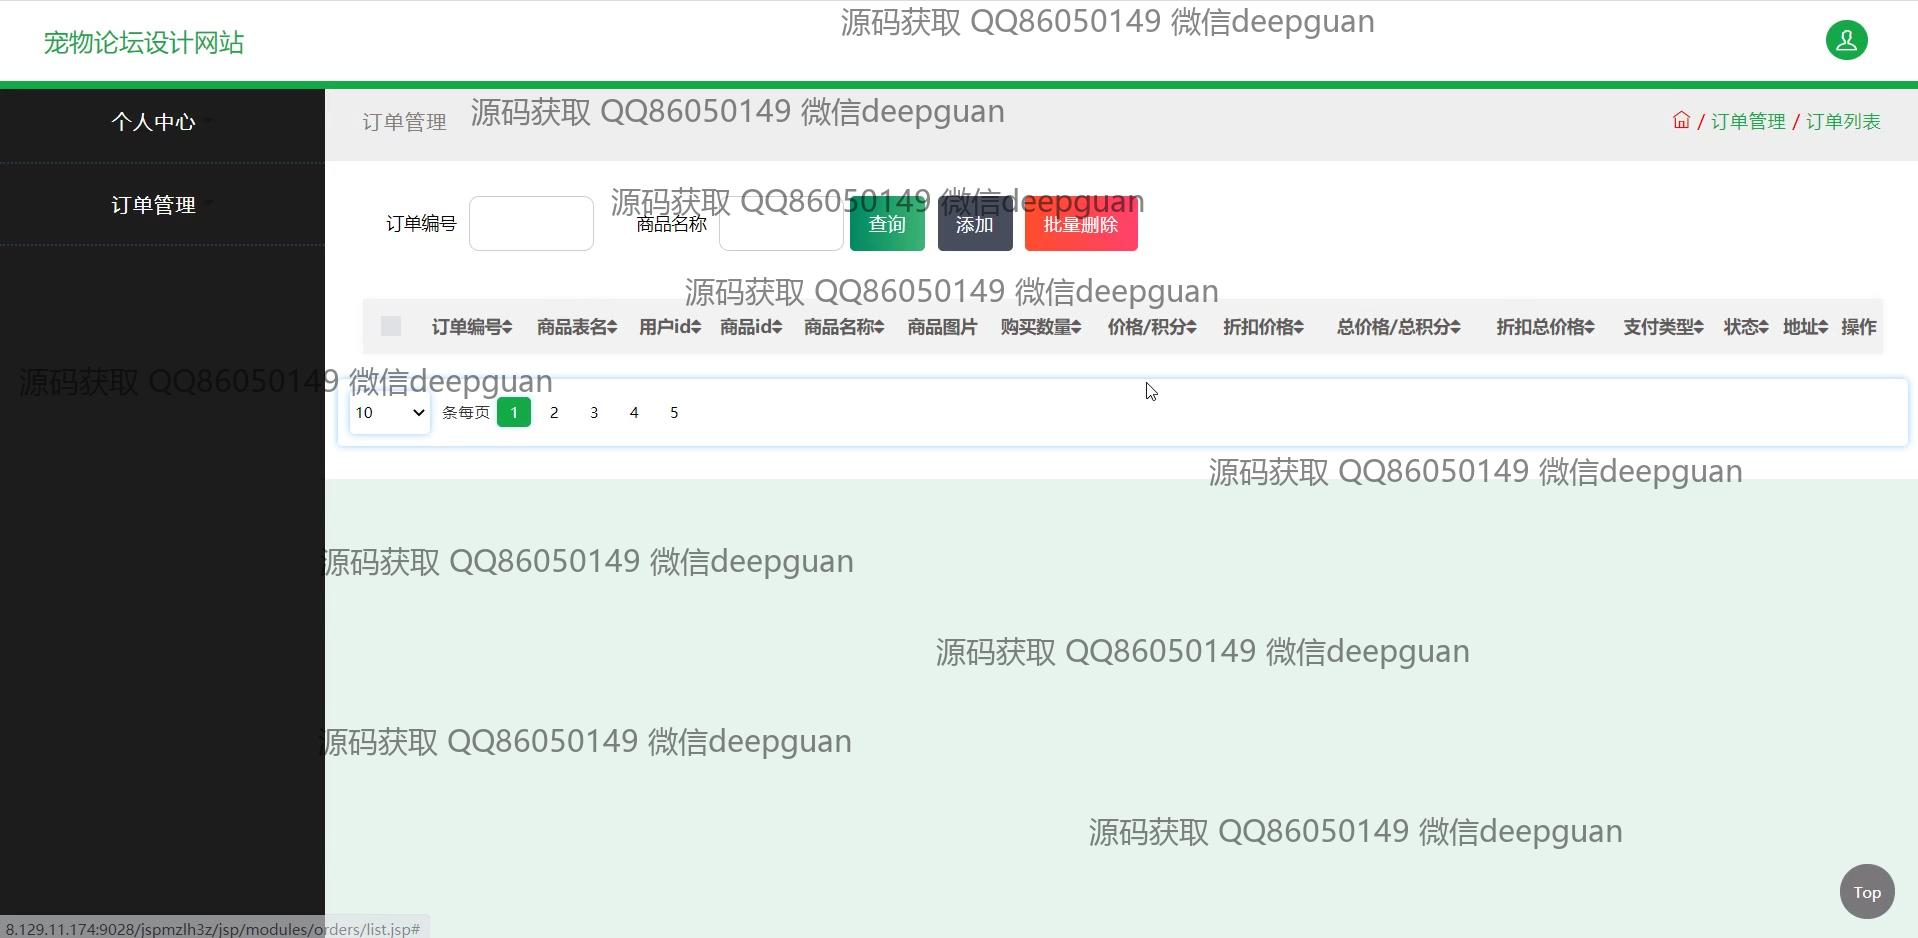 源码获取 QQ86050149 微信deepguan
宠物论坛设计网站
个人中心
订单管理
源码获取 QQ86050149 微信deepguan
/ 订单管理 / 订单列表
订单管理
源码获取 QQ86050149 微信deepguan
订单编号 商品名称 查询 添加 批量删除
源码获取 QQ86050149 微信deepguan
订单编号 商品表名 用户id 商品id 商品名称 商品图片 购买数量 价格/积分 折扣价格 总价格/总积分 折扣总价格 支付类型 状态 地址 操作
源码获取 QQ86050149 微信deepguan
10 条每页 1 2 3 4 5
源码获取 QQ86050149 微信deepguan
源码获取 QQ86050149 微信deepguan
源码获取 QQ86050149 微信deepguan
源码获取 QQ86050149 微信deepguan
源码获取 QQ86050149 微信deepguan
Top
8.129.11.174:9028/jspmzlh3z/jsp/modules/orders/list.jsp#